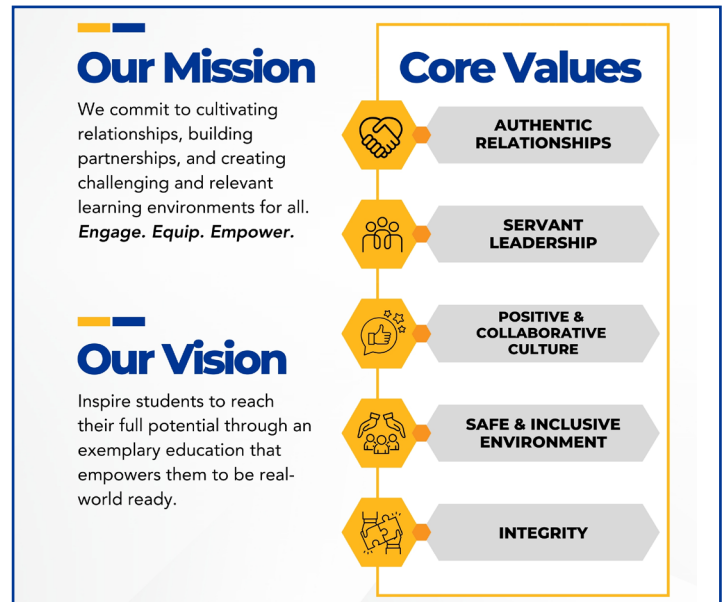 Our Mission
We commit to cultivating
relationships, building
partnerships, and creating
challenging and relevant
learning environments for all.
Engage. Equip. Empower.
Our Vision
Inspire students to reach
their full potential through an
exemplary education that
empowers them to be real-
world ready.
Core Values
AUTHENTIC
RELATIONSHIPS
SERVANT
LEADERSHIP
POSITIVE &
COLLABORATIVE
CULTURE
SAFE & INCLUSIVE
ENVIRONMENT
INTEGRITY